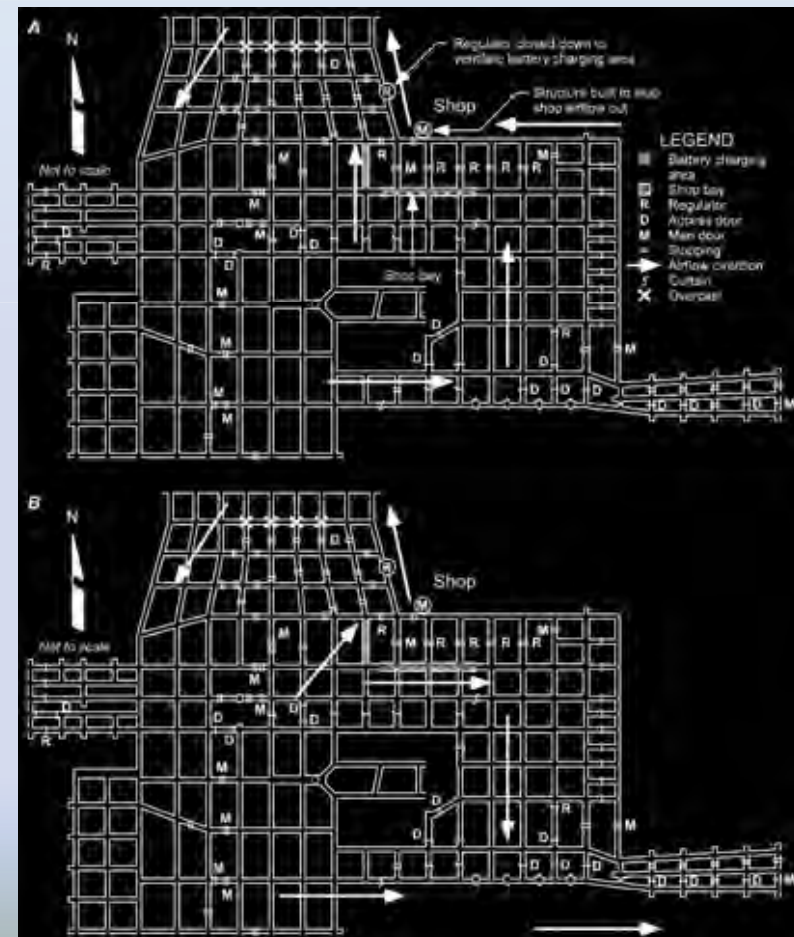 A
N
Not to scale
Regulator closed down to
ventilate battery charging area
Structure built to
shop airflow out
Shop
LEGEND
Battery charging
area
Shop bay
R Regulator
D Access door
M Man door
Stopping
Airflow direction
Curtain
Overcast
Shop bay
D
R
M
M
M
D
D
D
D
M
M
M
M
D
R
M
R
R
R
R
M
R
M
D
D
R
D
M
D
D
D
D
D
D
D
M
B
N
Not to scale
Shop
D
R
M
M
M
D
D
D
D
M
M
M
M
D
R
M
R
R
R
R
M
R
M
D
D
R
D
M
D
D
D
D
D
D
D
M